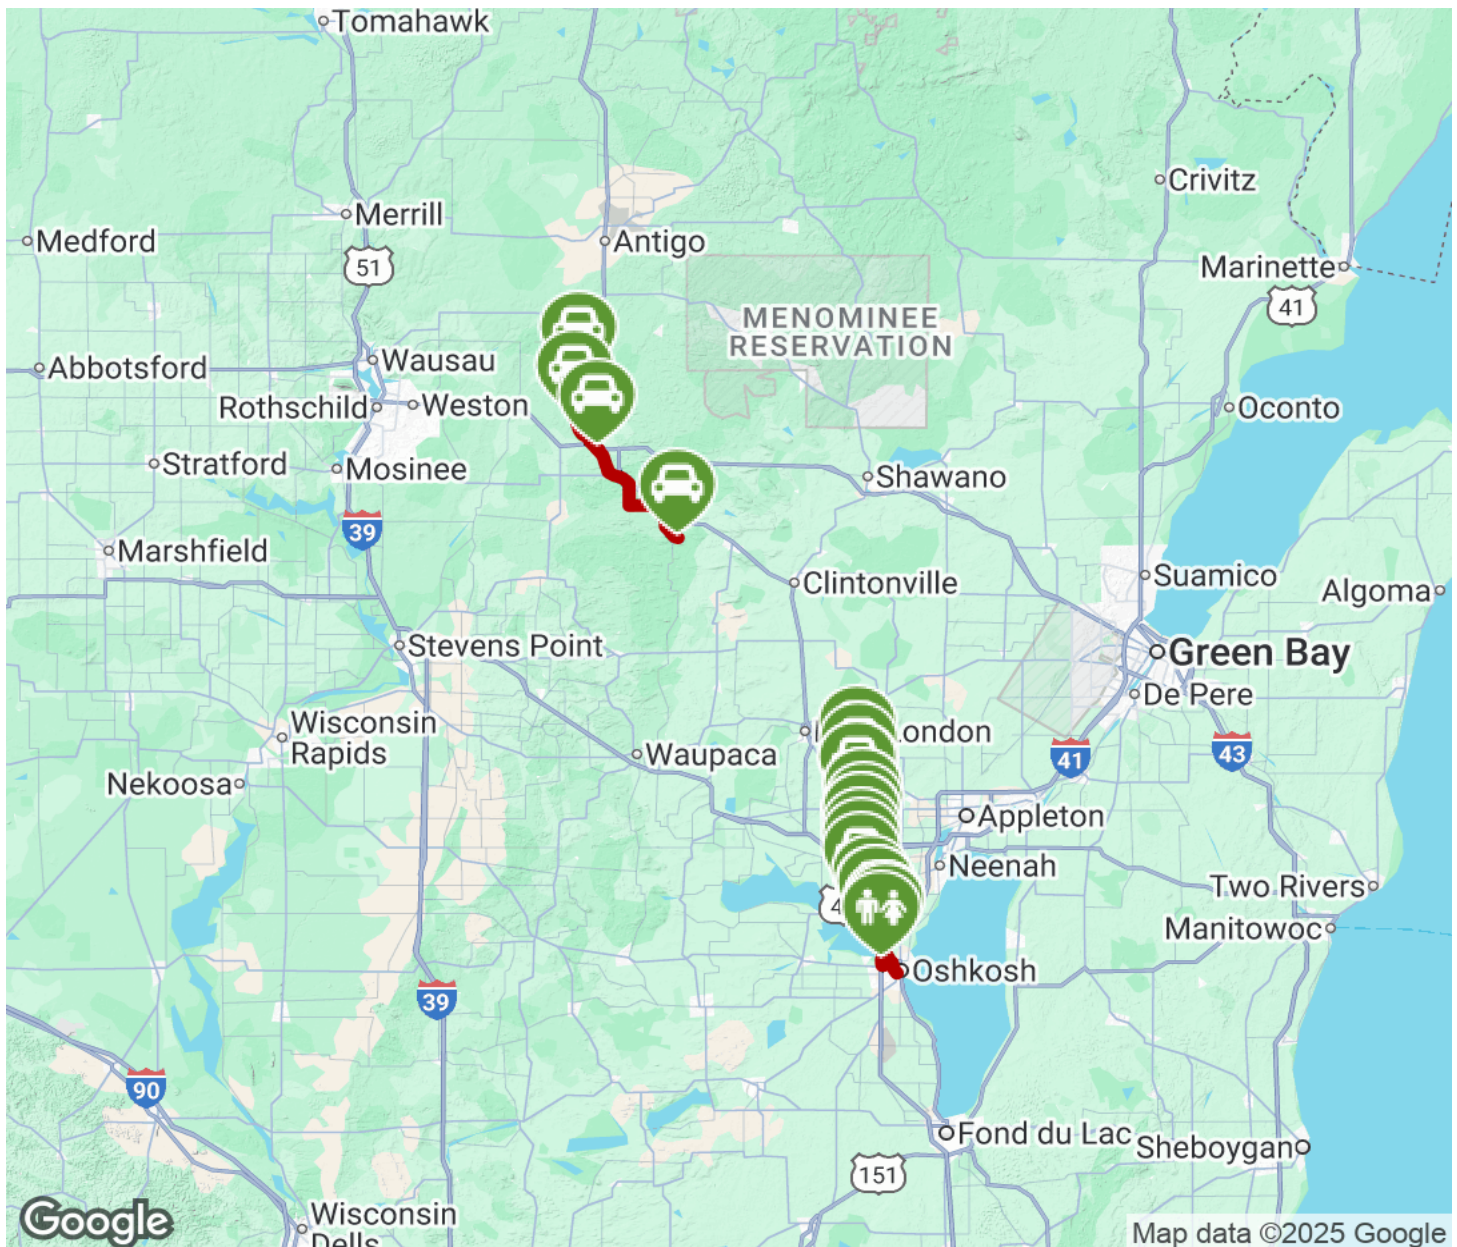 Tomahawk
Crivitz
Merrill
Medford
Antigo
51
Marinette
41
MENOMINEE
RESERVATION
Abbotsford
Wausau
Rothschild
Weston
Oconto
Stratford
Mosinee
Shawano
39
Marshfield
Suamico
Clintonville
Algoma
Stevens Point
Green Bay
De Pere
Wisconsin
Rapids
ondon
Waupaca
41
43
Nekoosa
Appleton
Neenah
Two Rivers
4
Manitowoc
Oshkosh
39
90
Fond du Lac
Sheboygan
151
Wisconsin
Dells
Google
Map data ©2025 Google